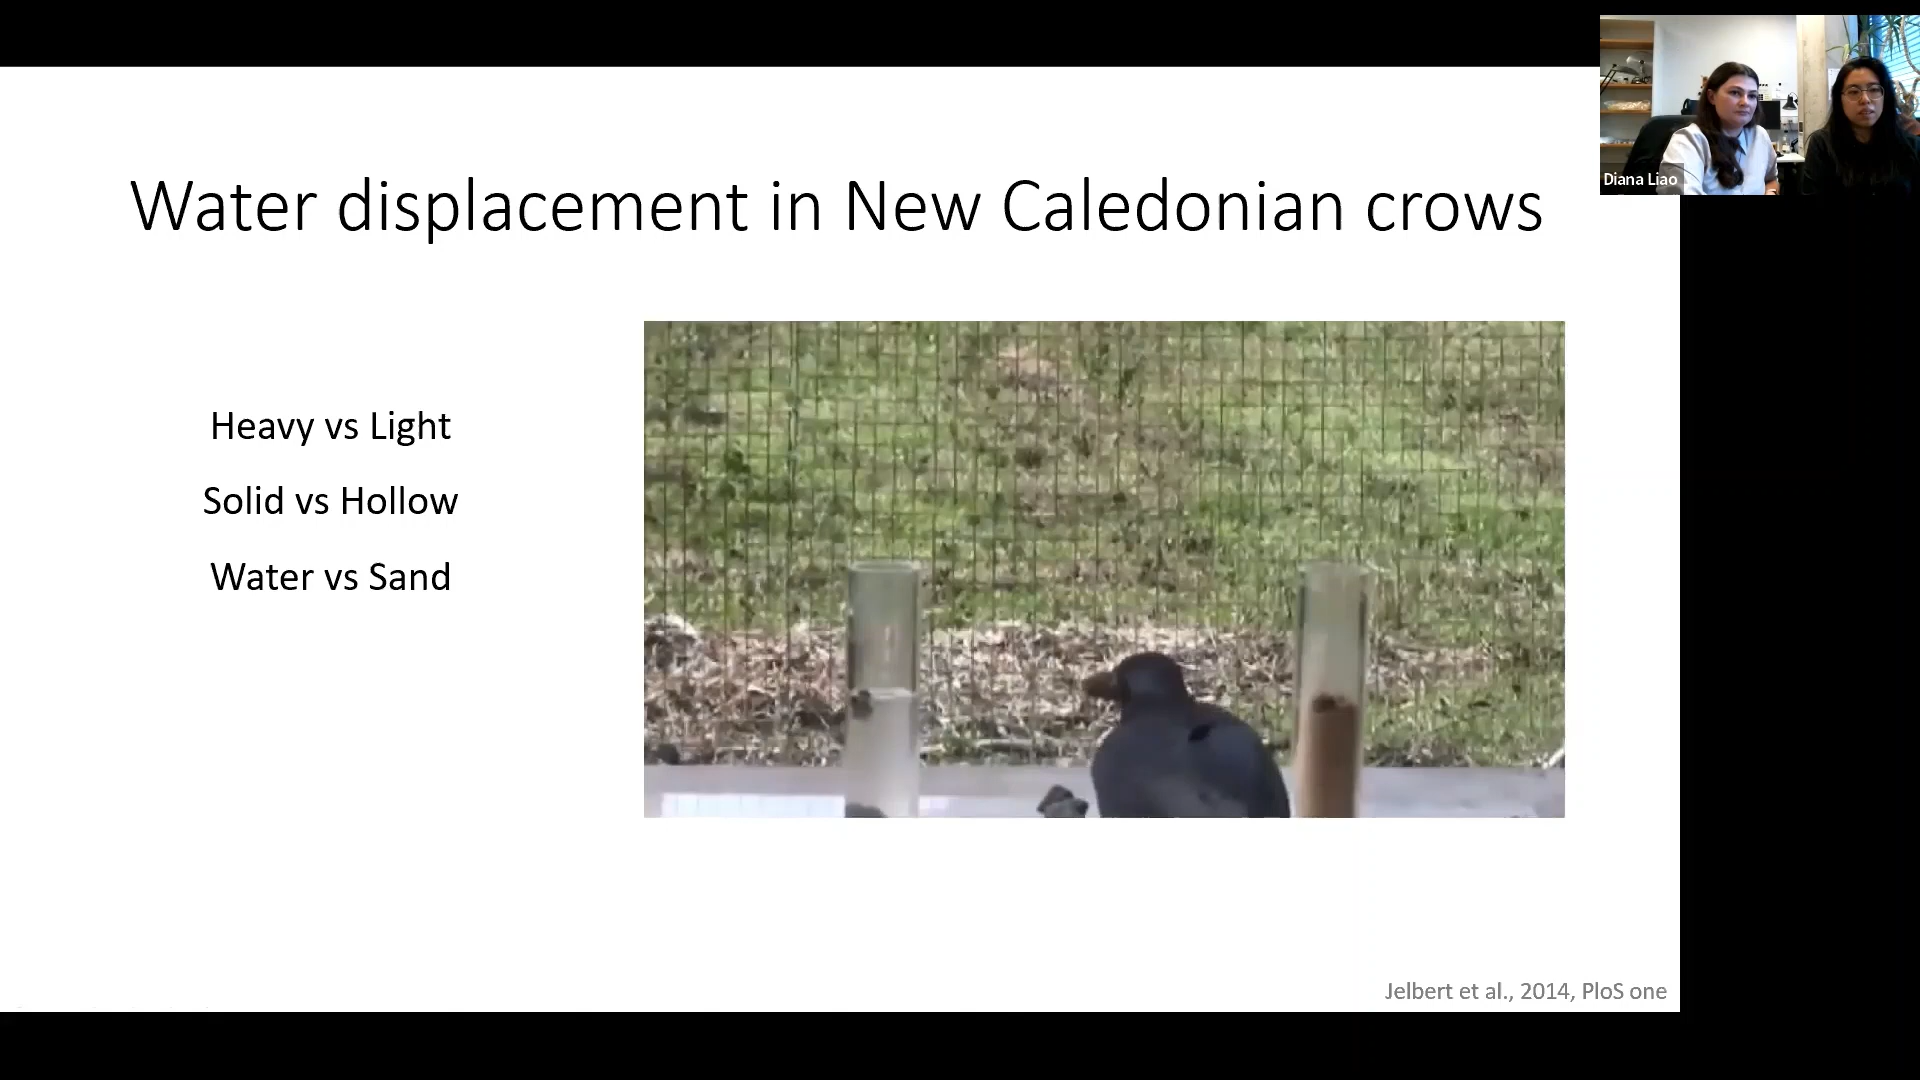 Diana Liao
Water displacement in New Caledonian crows
Heavy vs Light
Solid vs Hollow
Water vs Sand
Jelbert et al., 2014, PloS one